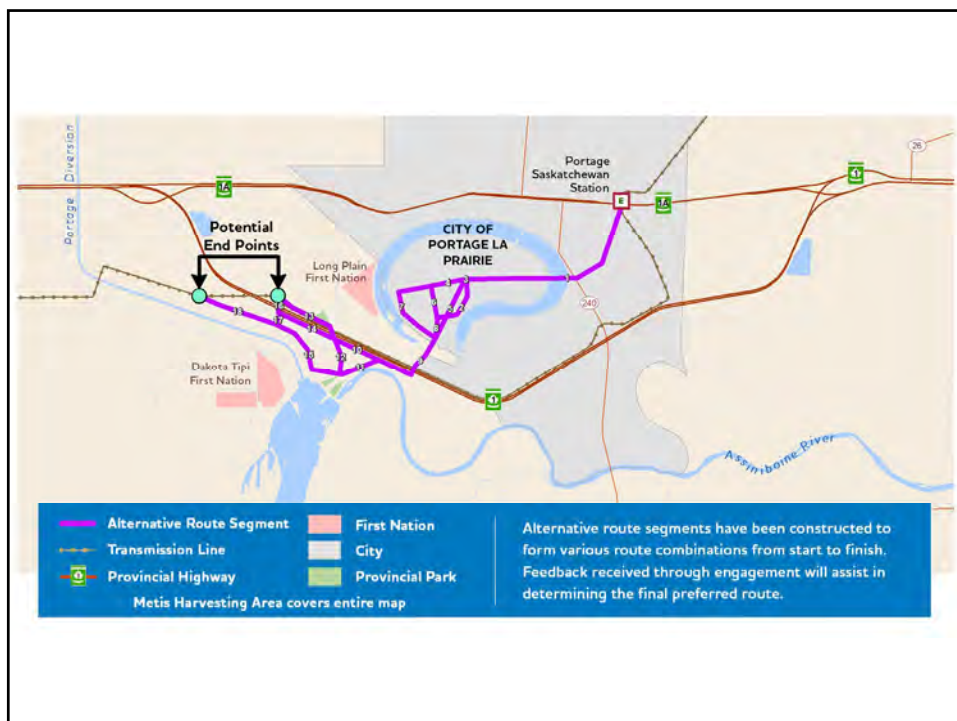 Portage Diversion
1A
Potential
End Points
Long Plain
First Nation
CITY OF
PORTAGE LA
PRAIRIE
Portage
Saskatchewan
Station
E
1A
1
26
240
Dakota Tipi
First Nation
1
Assiniboine River
Alternative Route Segment
Transmission Line
Provincial Highway
First Nation
City
Provincial Park
Metis Harvesting Area covers entire map
Alternative route segments have been constructed to
form various route combinations from start to finish.
Feedback received through engagement will assist in
determining the final preferred route.